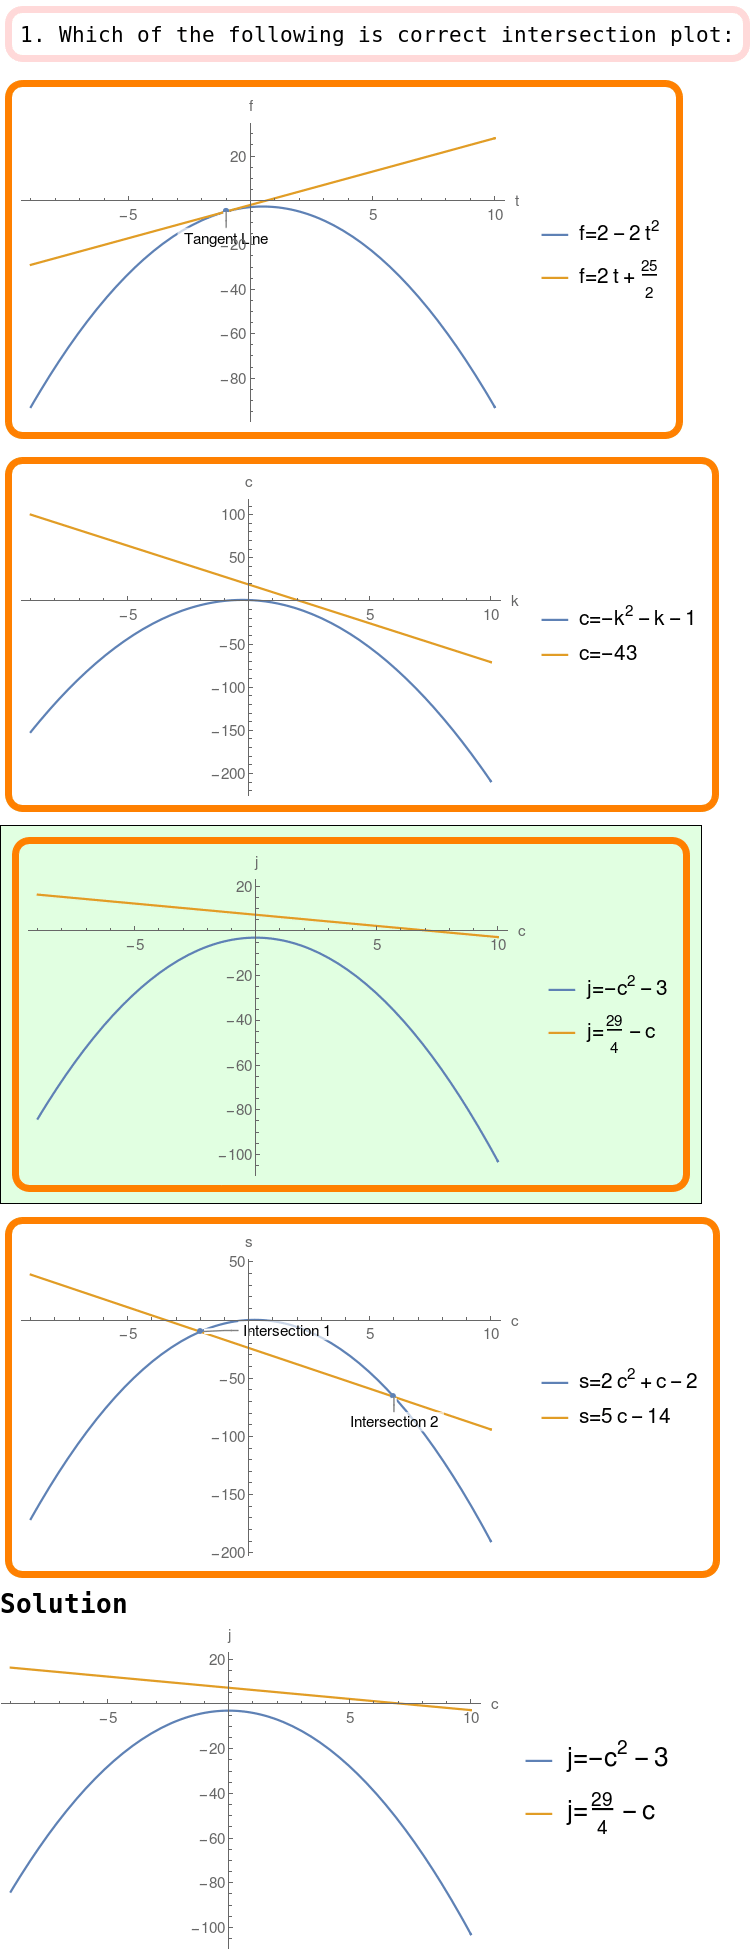 1. Which of the following is correct intersection plot:
f
20
-5
5
10
t
Tangent Line
-20
-40
-60
-80
f=2-2t²
f=2t+25/2
c
100
50
-5
5
10
k
-50
-100
-150
-200
c=-k²-k-1
c=-43
j
20
-5
5
10
c
-20
-40
-60
-80
-100
j=-c²-3
j=29/4-c
s
50
-5
5
10
c
Intersection 1
-50
Intersection 2
-100
-150
-200
s=2c²+c-2
s=5c-14
Solution
j
20
-5
5
10
c
-20
-40
-60
-80
-100
j=-c²-3
j=29/4-c